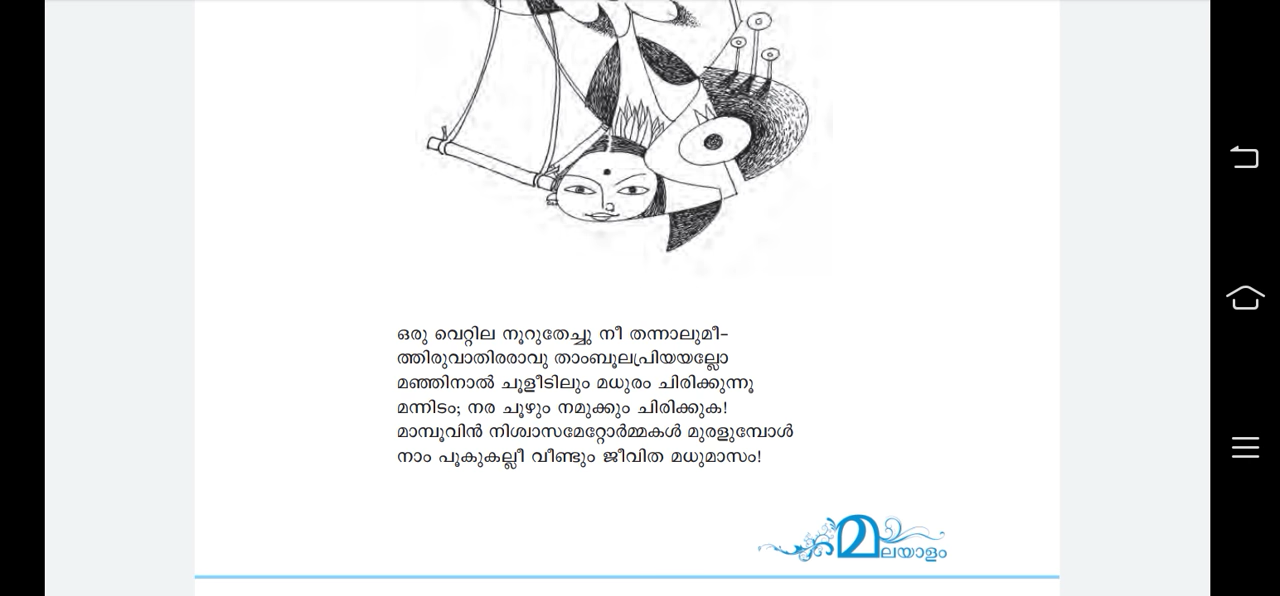 ഒരു വെറ്റില നൂറുതേച്ചു നീ തന്നാലുമീ-
ത്തിരുവാതിരരാവു താംബൂലപ്രിയയല്ലോ
മഞ്ഞിനാൽ ചൂളീടിലും മധുരം ചിരിക്കുന്നൂ
മന്നിടം; നര ചൂഴും നമുക്കും ചിരിക്കുക!
മാമ്പൂവിൻ നിശ്വാസമേറ്റോർമ്മകൾ മുരളുമ്പോൾ
നാം പൂകുകല്ലീ വീണ്ടും ജീവിത മധുമാസം!
മലയാളം